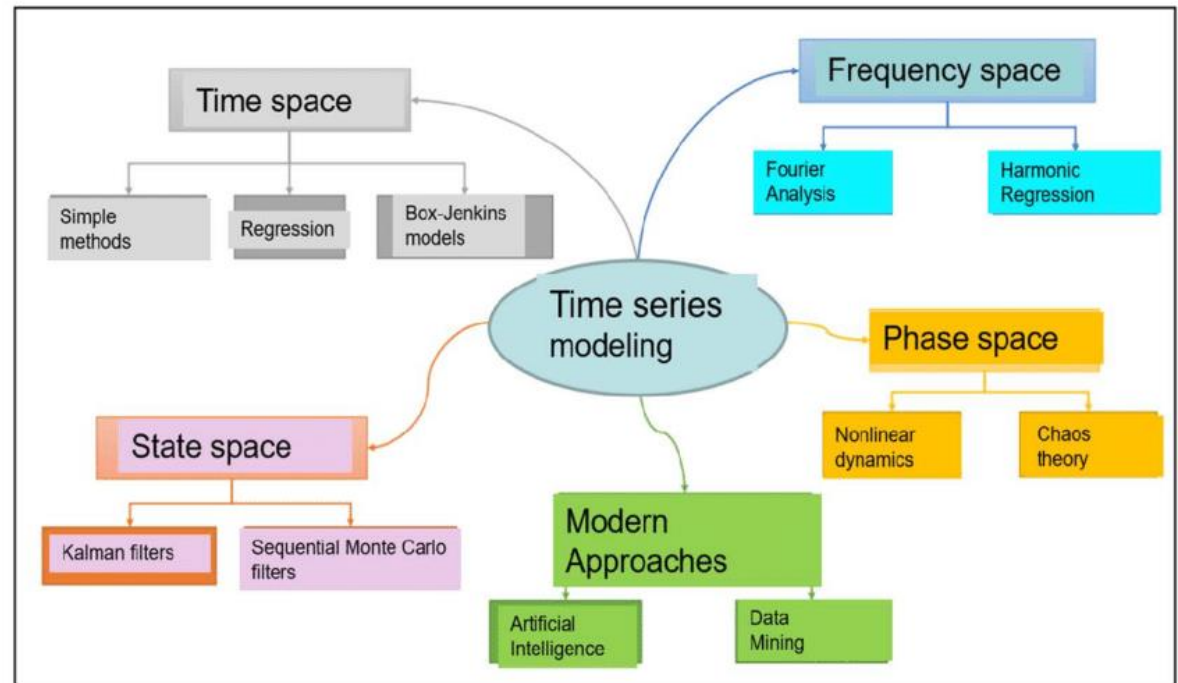 Time space
Simple
methods
Regression
Box-Jenkins
models
Frequency space
Fourier
Analysis
Harmonic
Regression
Time series
modeling
Phase space
Nonlinear
dynamics
Chaos
theory
State space
Kalman filters
Sequential Monte Carlo
filters
Modern
Approaches
Artificial
Intelligence
Data
Mining